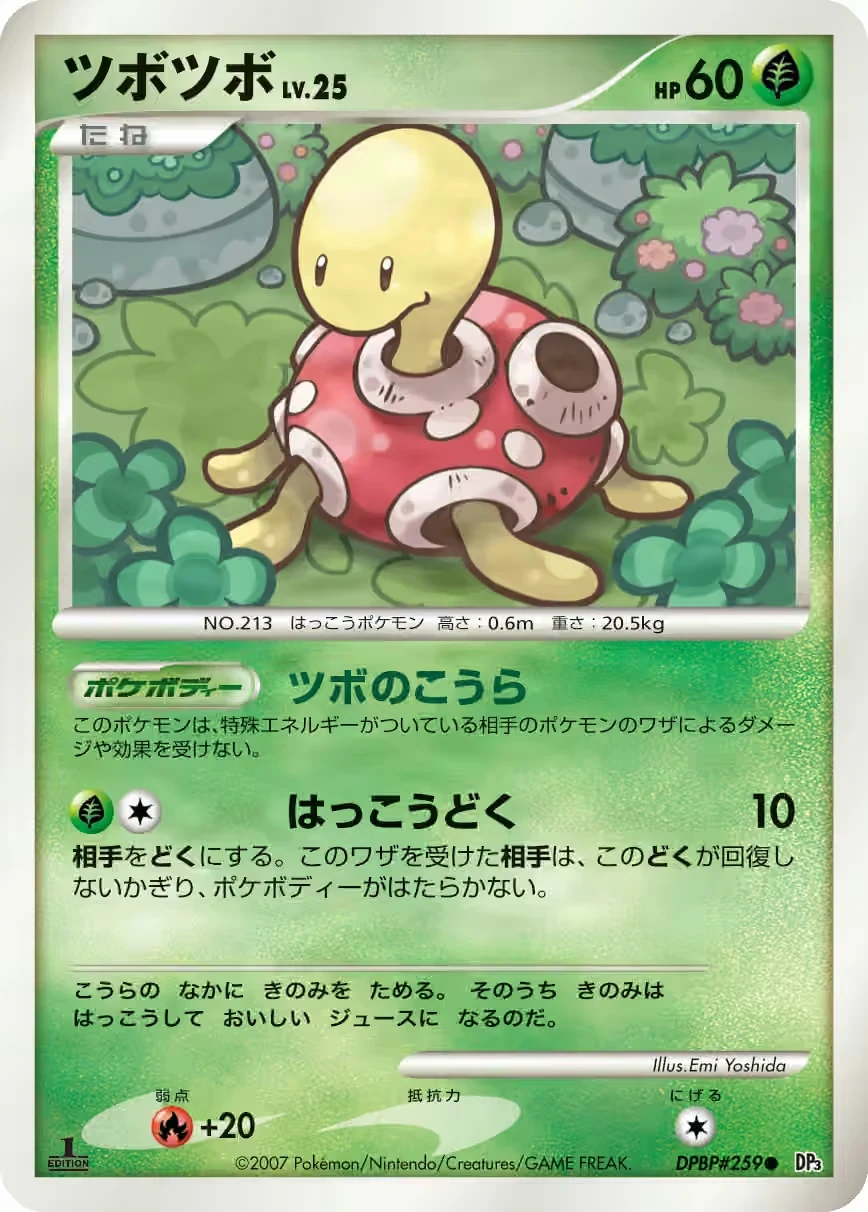 ツボツボ LV.25 HP 60
たね
NO.213 はっこうポケモン 高さ:0.6m 重さ:20.5kg
ポケボディー ツボのこうら
このポケモンは、特殊エネルギーがついている相手のポケモンのワザによるダメー
ジや効果を受けない。
はっこうどく 10
相手をどくにする。このワザを受けた相手は、このどくが回復し
ないかぎり、ポケボディーがはたらかない。
こうらの なかに きのみを ためる。 そのうち きのみは
はっこうして おいしい ジュースに なるのだ。
Illus.Emi Yoshida
弱点 抵抗力 にげる
+20
1 EDITION ©2007 Pokémon/Nintendo/Creatures/GAME FREAK. DPBP#259● DP3